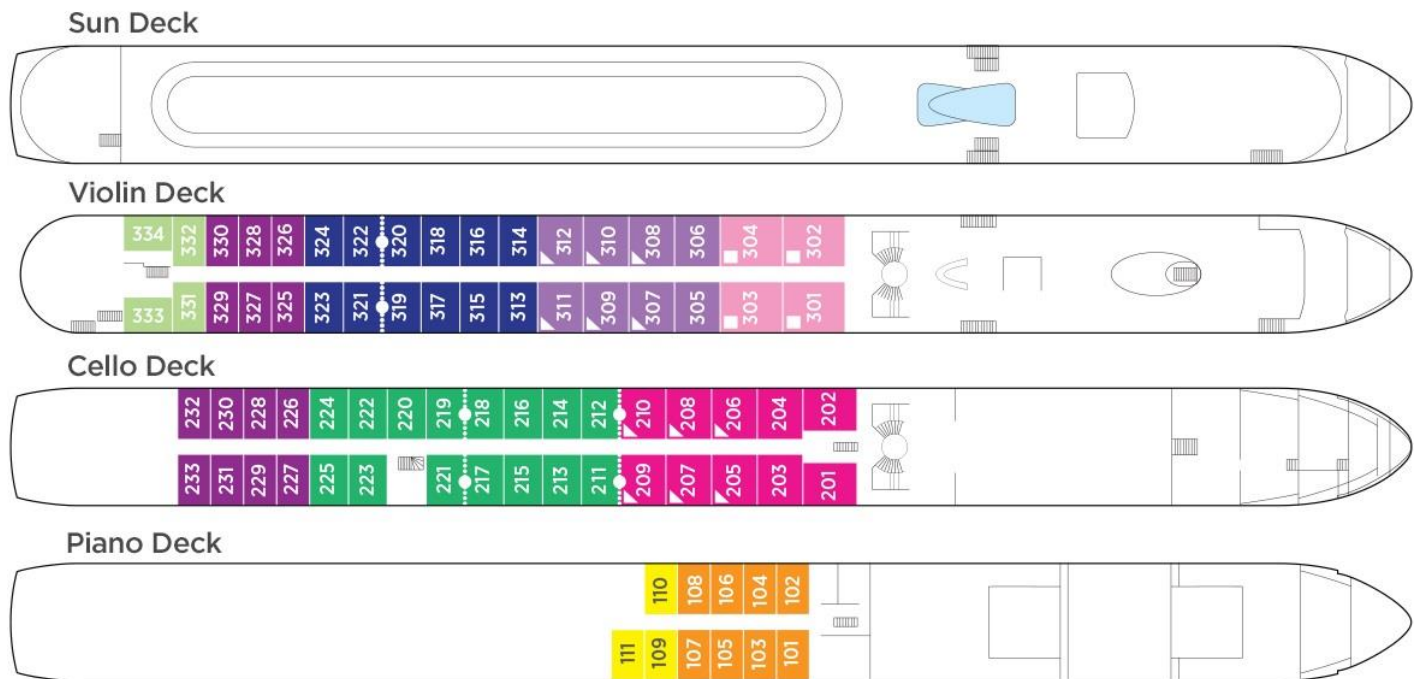 Sun Deck
Violin Deck
334 332 330 328 326 324 322 320 318 316 314 312 310 308 306 304 302
333 331 329 327 325 323 321 319 317 315 313 311 309 307 305 303 301
Cello Deck
232 230 228 226 224 222 220 219 218 216 214 212 210 208 206 204 202
233 231 229 227 225 223 221 217 215 213 211 209 207 205 203 201
Piano Deck
110 108 106 104 102
111 109 107 105 103 101